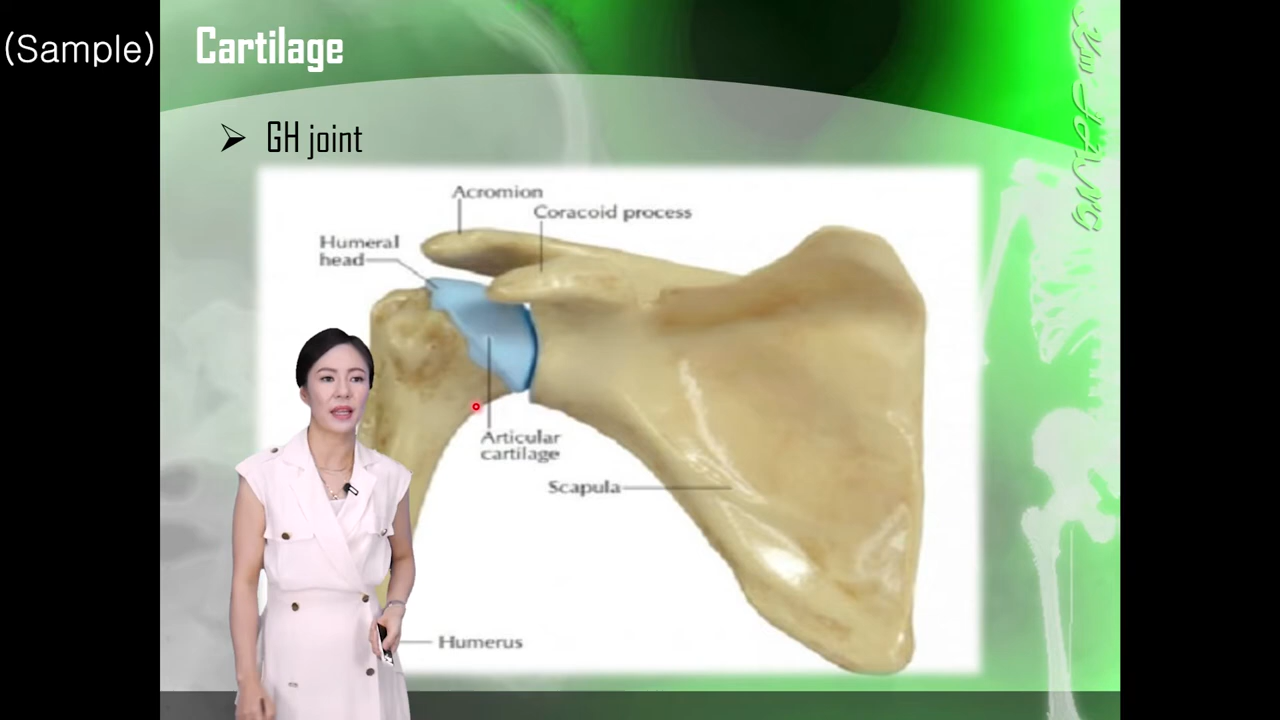 (Sample)
Cartilage
GH joint
Acromion
Coracoid process
Humeral
head
Articular
cartilage
Scapula
Humerus